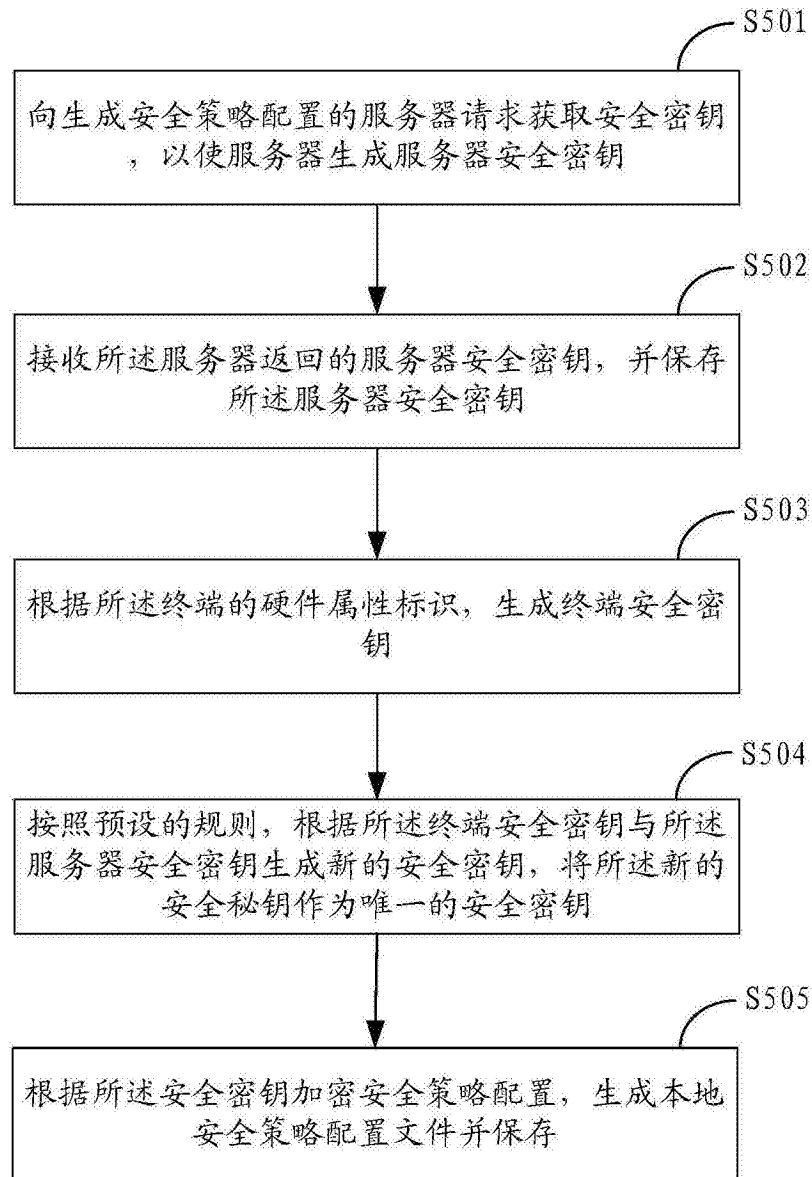 S501
向生成安全策略配置的服务器请求获取安全密钥
，以使服务器生成服务器安全密钥
S502
接收所述服务器返回的服务器安全密钥，并保存
所述服务器安全密钥
S503
根据所述终端的硬件属性标识，生成终端安全密
钥
S504
按照预设的规则，根据所述终端安全密钥与所述
服务器安全密钥生成新的安全密钥，将所述新的
安全秘钥作为唯一的安全密钥
S505
根据所述安全密钥加密安全策略配置，生成本地
安全策略配置文件并保存